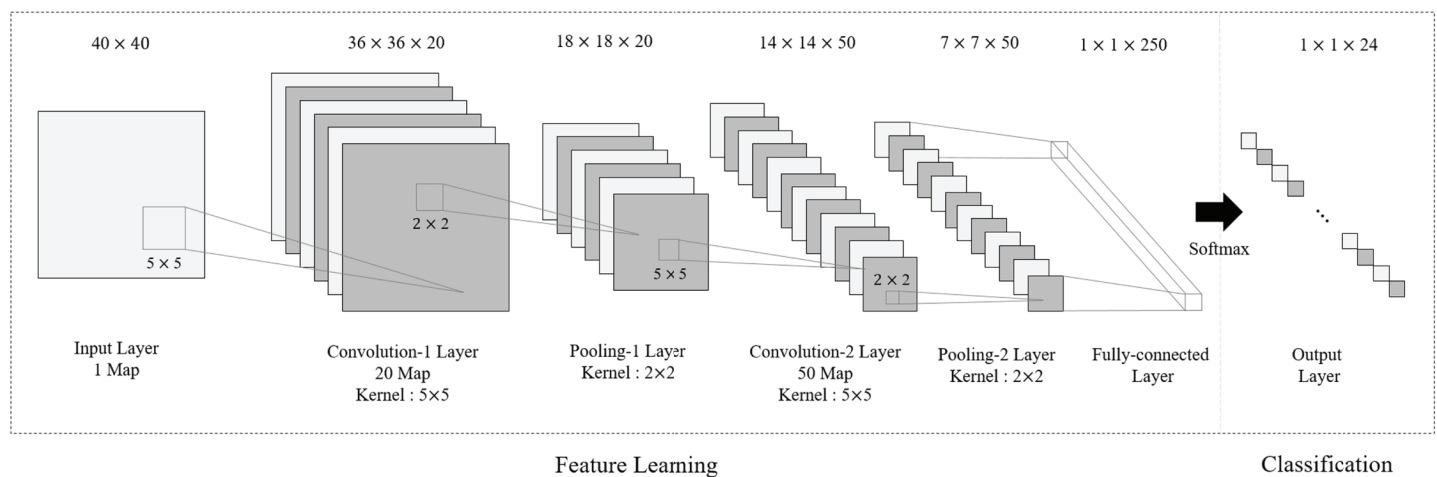 40 × 40
36 × 36 × 20
18 × 18 × 20
14 × 14 × 50
7 × 7 × 50
1 × 1 × 250
1 × 1 × 24
5 × 5
2 × 2
5 × 5
2 × 2
Softmax
Input Layer
1 Map
Convolution-1 Layer
20 Map
Kernel : 5×5
Pooling-1 Layer
Kernel : 2×2
Convolution-2 Layer
50 Map
Kernel : 5×5
Pooling-2 Layer
Kernel : 2×2
Fully-connected
Layer
Output
Layer
Feature Learning
Classification